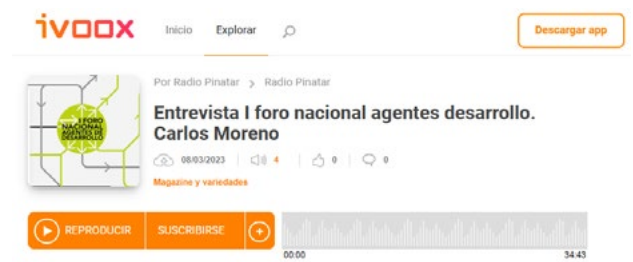 ivoox
Inicio Explorar
Descargar app
I FORO
NACIONAL
AGENTES DE
DESARROLLO
Por Radio Pinatar > Radio Pinatar
Entrevista I foro nacional agentes desarrollo.
Carlos Moreno
08/03/2023 4 0 0
Magazine y variedades
REPRODUCIR SUSCRIBIRSE
00:00 34:43